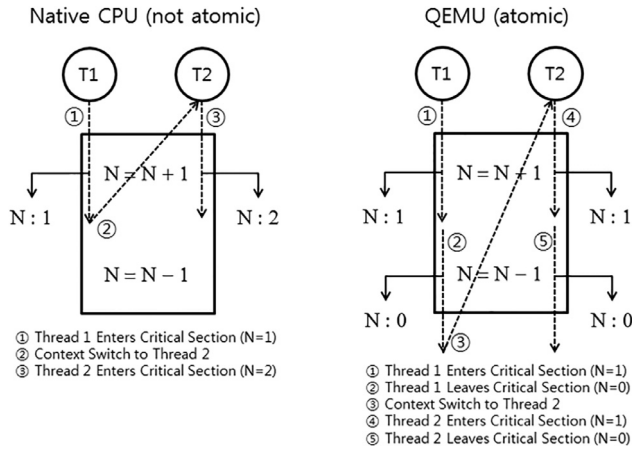 Native CPU (not atomic)
T1
T2
①
③
N = N + 1
N : 1
②
N : 2
N = N − 1
① Thread 1 Enters Critical Section (N=1)
② Context Switch to Thread 2
③ Thread 2 Enters Critical Section (N=2)
QEMU (atomic)
T1
T2
①
④
N = N + 1
N : 1
N : 1
②
⑤
N = N − 1
N : 0
N : 0
③
① Thread 1 Enters Critical Section (N=1)
② Thread 1 Leaves Critical Section (N=0)
③ Context Switch to Thread 2
④ Thread 2 Enters Critical Section (N=1)
⑤ Thread 2 Leaves Critical Section (N=0)